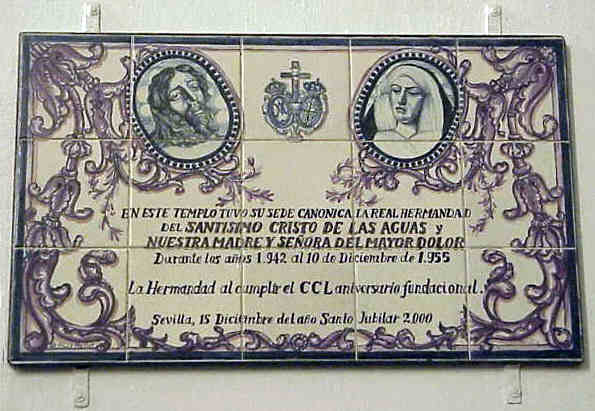 EN ESTE TEMPLO TUVO SU SEDE CANONICA LA REAL HERMANDAD
DEL SANTISIMO CRISTO DE LAS AGUAS y
NUESTRA MADRE Y SEÑORA DEL MAYOR DOLOR
Durante los años 1.942 al 10 de Diciembre de 1.955
La Hermandad al cumplir el CCL aniversario fundacional.
Sevilla, 15 Diciembre del año Santo Jubilar 2.000